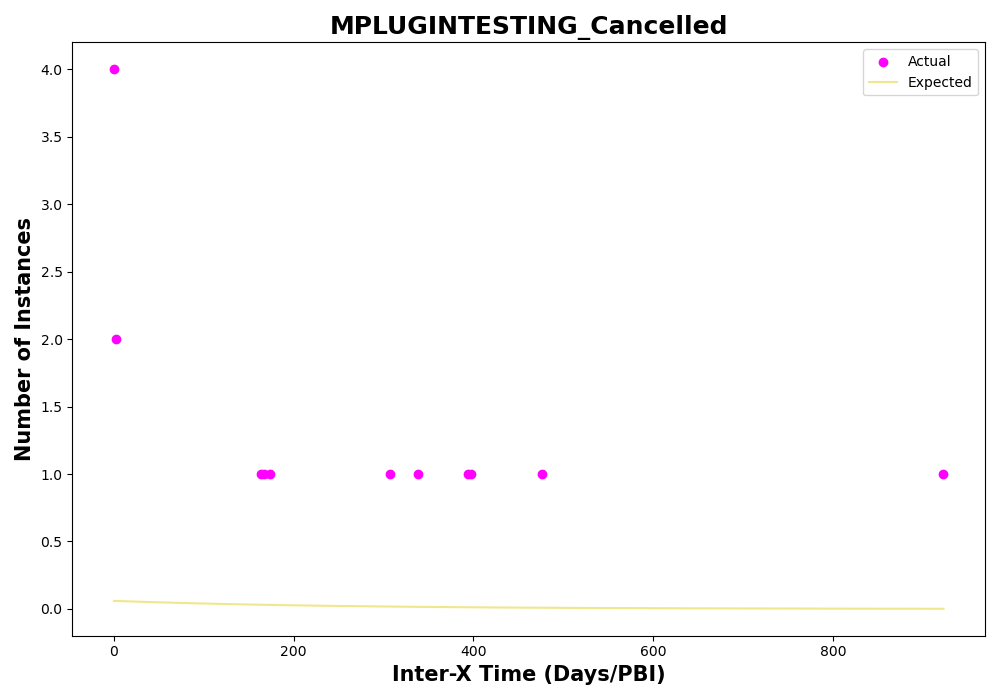 MPLUGINTESTING_Cancelled
Actual
Expected
Number of Instances
4.0
3.5
3.0
2.5
2.0
1.5
1.0
0.5
0.0
0 200 400 600 800
Inter-X Time (Days/PBI)